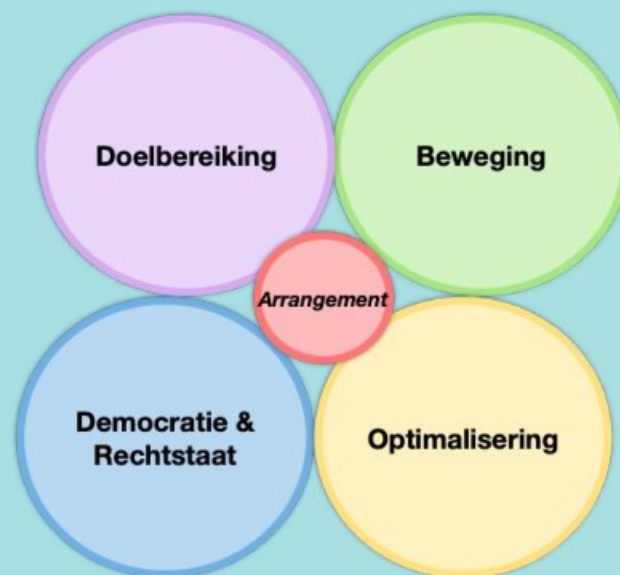 Doelbereiking
Beweging
Arrangement
Democratie &
Rechtstaat
Optimalisering